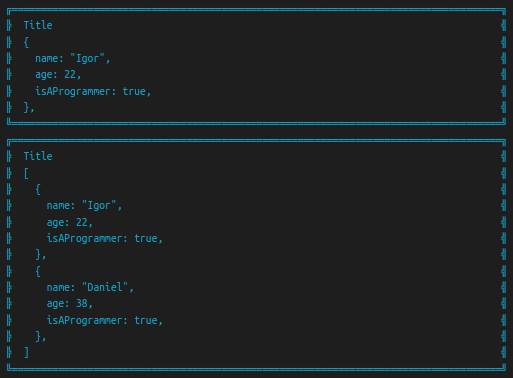 Title
{
name: "Igor",
age: 22,
isAProgrammer: true,
},
Title
[
{
name: "Igor",
age: 22,
isAProgrammer: true,
},
{
name: "Daniel",
age: 38,
isAProgrammer: true,
},
]